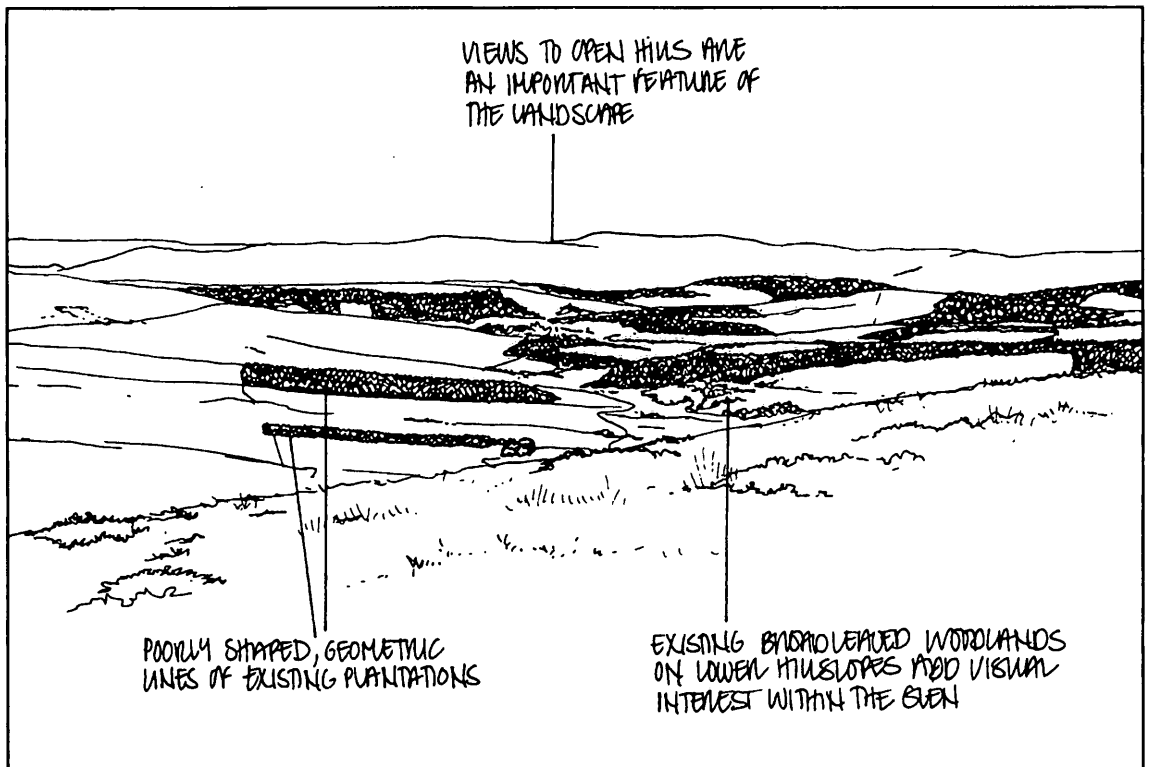 VIEWS TO OPEN HILLS ARE
AN IMPORTANT FEATURE OF
THE LANDSCAPE
POORLY SHAPED, GEOMETRIC
LINES OF EXISTING PLANTATIONS
EXISTING BROADLEAVED WOODLANDS
ON LOWER HILLSLOPES ADD VISUAL
INTEREST WITHIN THE GLEN